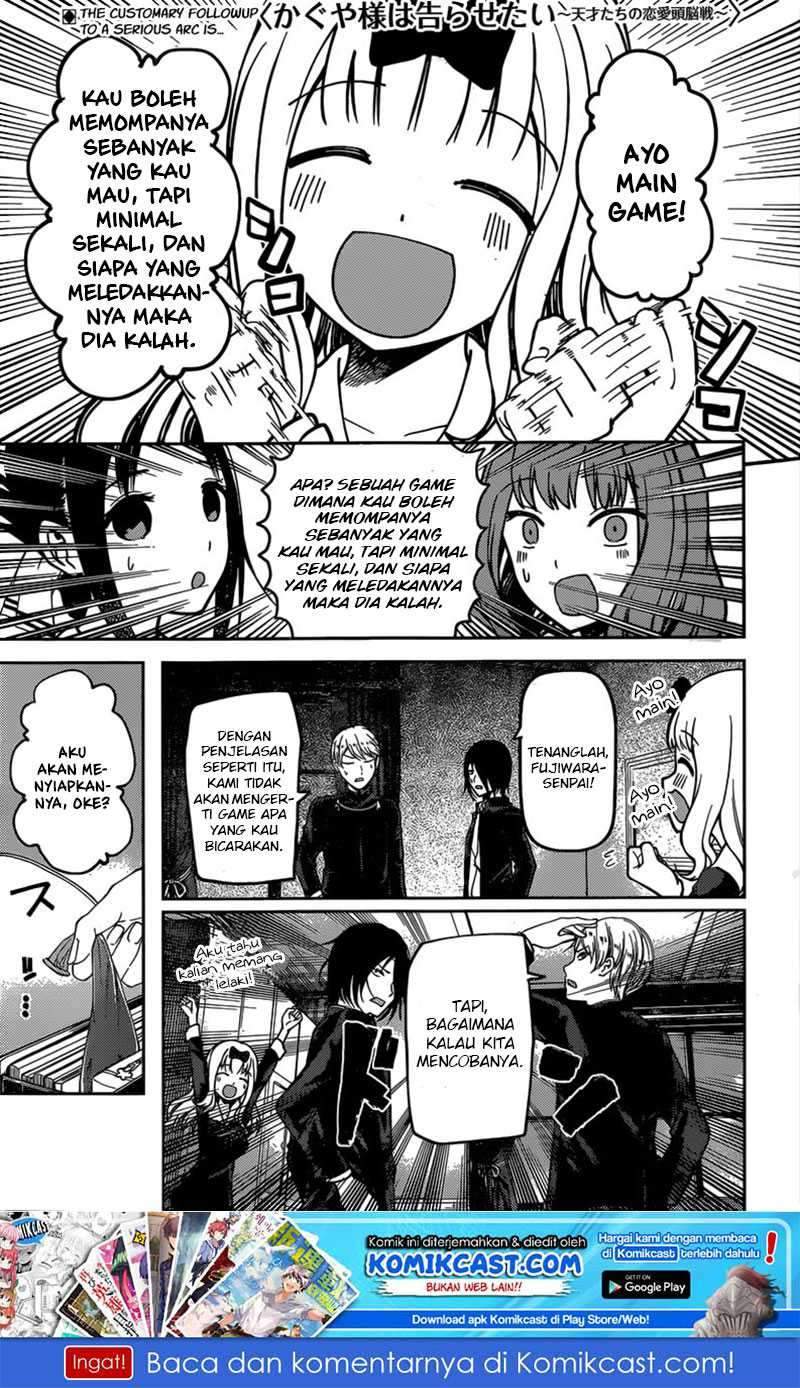 THE CUSTOMARY FOLLOWUP
TO A SERIOUS ARC IS...
かぐや様は告らせたい
〜天才たちの恋愛頭脳戦〜
AYO
MAIN
GAME!
KAU BOLEH
MEMOMPANYA
SEBANYAK
YANG KAU
MAU, TAPI
MINIMAL
SEKALI, DAN
SIAPA YANG
MELEDAKKAN-
NYA MAKA
DIA KALAH.
APA? SEBUAH GAME
DIMANA KAU BOLEH
MEMOMPANYA
SEBANYAK YANG
KAU MAU, TAPI MINIMAL
SEKALI, DAN SIAPA
YANG MELEDAKANNYA
MAKA DIA KALAH.
Ayo
main!
Ayo
main!
TENANGLAH,
FUJIWARA-
SENPAI!
DENGAN
PENJELASAN
SEPERTI ITU,
KAMI TIDAK
AKAN MENGER-
TI GAME APA
YANG KAU
BICARAKAN.
TAPI,
BAGAIMANA
KALAU KITA
MENCOBANYA.
Aku tahu
kalian memang
lelaki!
AKU
AKAN ME-
NYIAPKAN-
NYA, OKE?
ス
Komik ini diterjemahkan & diedit oleh
KOMIKCAST.COM
BUKAN WEB LAIN!!
Hargai kami dengan membaca
di Komikcast terlebih dahulu
!
GET IT ON
Google Play
Download apk Komikcast di Play Store/Web!
Ingat! Baca dan komentarnya di Komikcast.com!